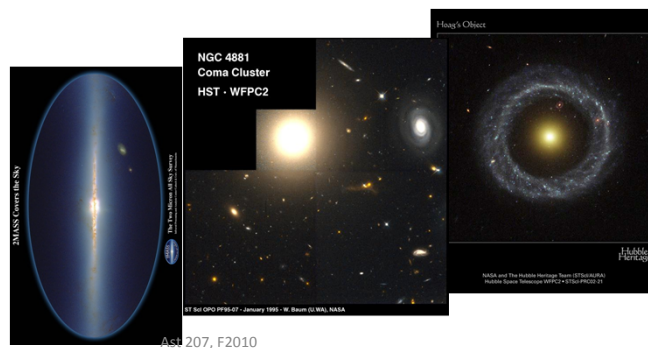 2MASS Covers the Sky
The Two Micron All Sky Survey
NGC 4881
Coma Cluster
HST · WFPC2
ST ScI OPO PF95-07 · January 1995 · W. Baum (U.WA), NASA
Hoag's Object
Hubble
Heritage
NASA and The Hubble Heritage Team (STScI/AURA)
Hubble Space Telescope WFPC2 • STScI-PRC02-21
Ast 207, F2010